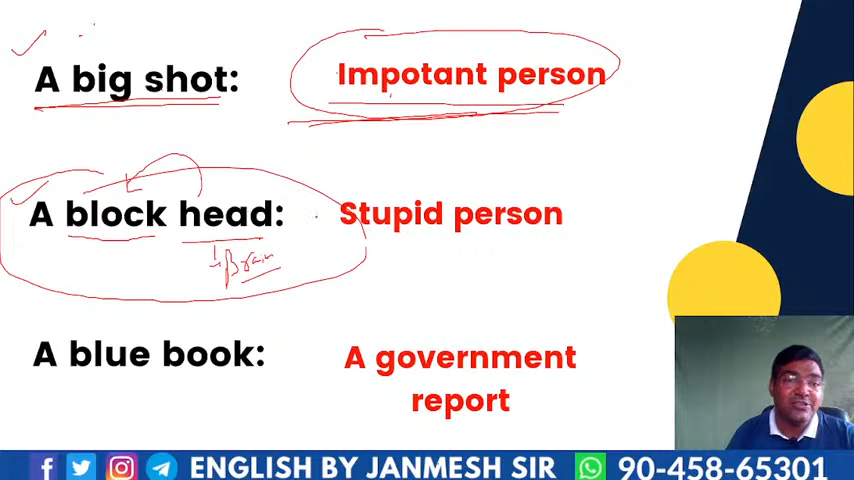 A big shot: Impotant person
A block head: Stupid person
Brain
A blue book: A government
report
ENGLISH BY JANMESH SIR 90-458-65301